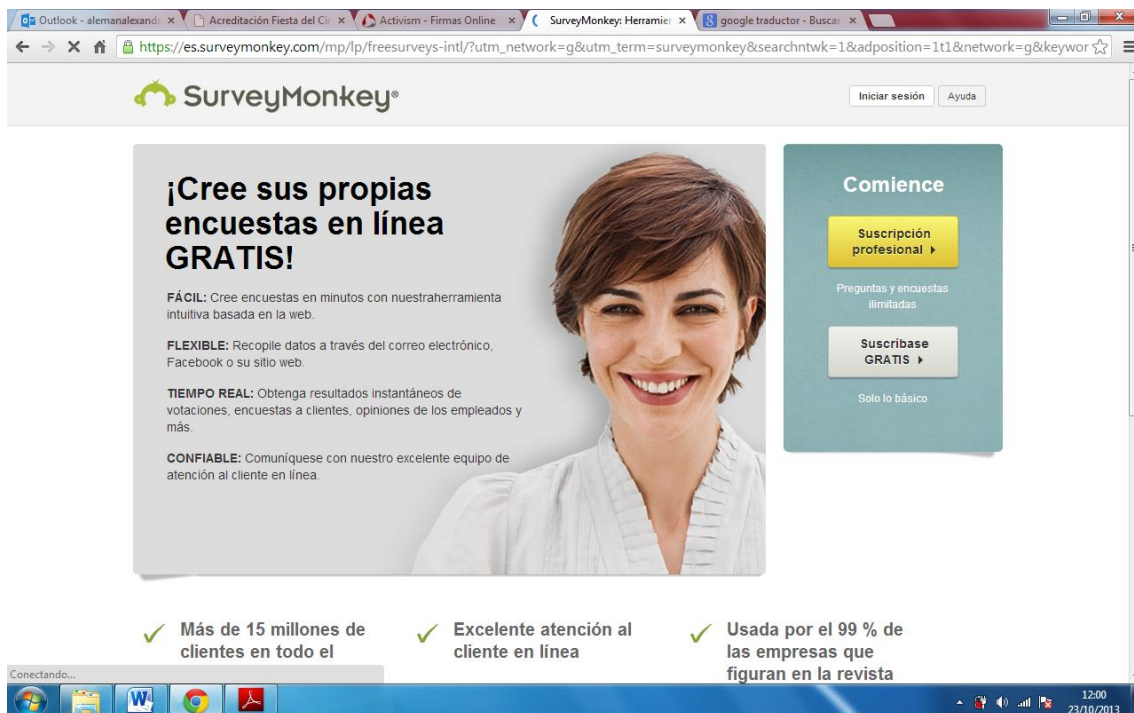 Outlook - alemanalexandr
Acreditación Fiesta del Cin
Activism - Firmas Online
SurveyMonkey: Herramier
google traductor - Buscar
https://es.surveymonkey.com/mp/lp/freesurveys-intl/?utm_network=g&utm_term=surveymonkey&searchntwk=1&adposition=1t1&network=g&keywor
SurveyMonkey®
Iniciar sesión
Ayuda
¡Cree sus propias
encuestas en línea
GRATIS!
FÁCIL: Cree encuestas en minutos con nuestraherramienta
intuitiva basada en la web.
FLEXIBLE: Recopile datos a través del correo electrónico,
Facebook o su sitio web.
TIEMPO REAL: Obtenga resultados instantáneos de
votaciones, encuestas a clientes, opiniones de los empleados y
más.
CONFIABLE: Comuníquese con nuestro excelente equipo de
atención al cliente en línea.
Comience
Suscripción
profesional
Preguntas y encuestas
ilimitadas
Suscríbase
GRATIS
Solo lo básico
Más de 15 millones de
clientes en todo el
Excelente atención al
cliente en línea
Usada por el 99 % de
las empresas que
figuran en la revista
Conectando...
12:00
23/10/2013